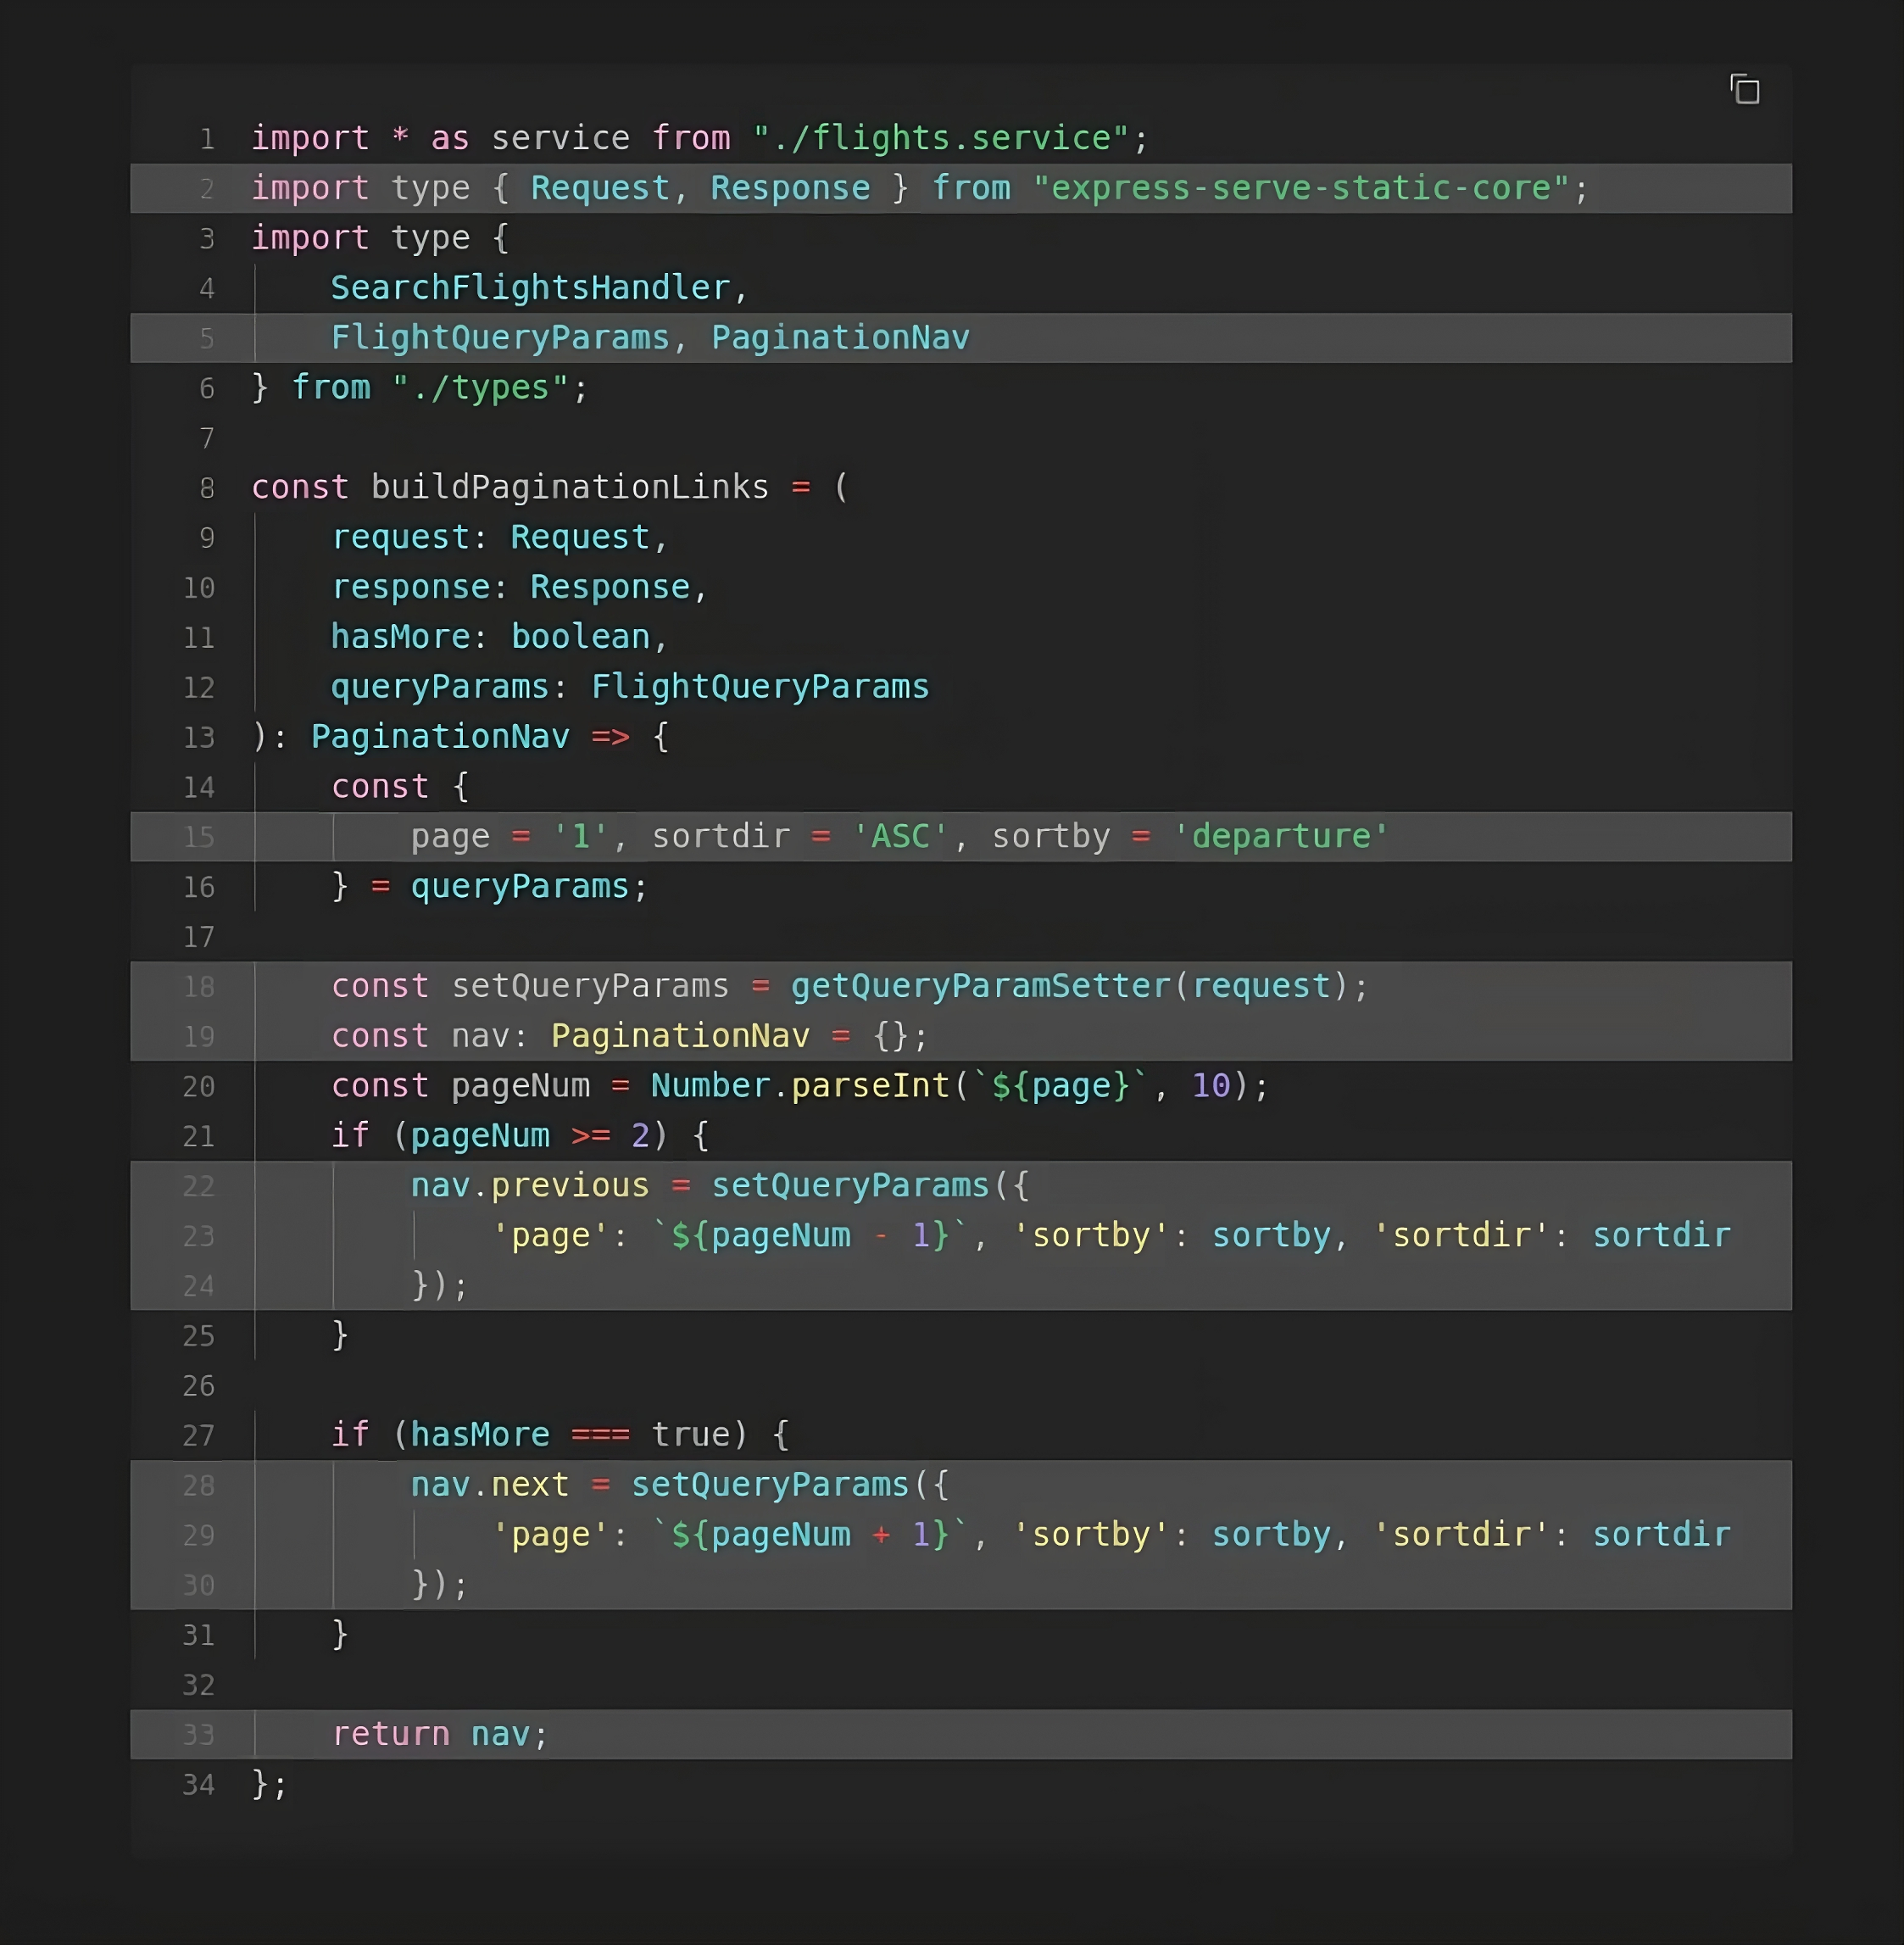 1 import * as service from "./flights.service";
2 import type { Request, Response } from "express-serve-static-core";
3 import type {
4     SearchFlightsHandler,
5     FlightQueryParams, PaginationNav
6 } from "./types";
7
8 const buildPaginationLinks = (
9     request: Request,
10     response: Response,
11     hasMore: boolean,
12     queryParams: FlightQueryParams
13 ): PaginationNav => {
14     const {
15         page = '1', sortdir = 'ASC', sortby = 'departure'
16     } = queryParams;
17
18     const setQueryParams = getQueryParamSetter(request);
19     const nav: PaginationNav = {};
20     const pageNum = Number.parseInt(`${page}`, 10);
21     if (pageNum >= 2) {
22         nav.previous = setQueryParams({
23             'page': `${pageNum - 1}`, 'sortby': sortby, 'sortdir': sortdir
24         });
25     }
26
27     if (hasMore === true) {
28         nav.next = setQueryParams({
29             'page': `${pageNum + 1}`, 'sortby': sortby, 'sortdir': sortdir
30         });
31     }
32
33     return nav;
34 };